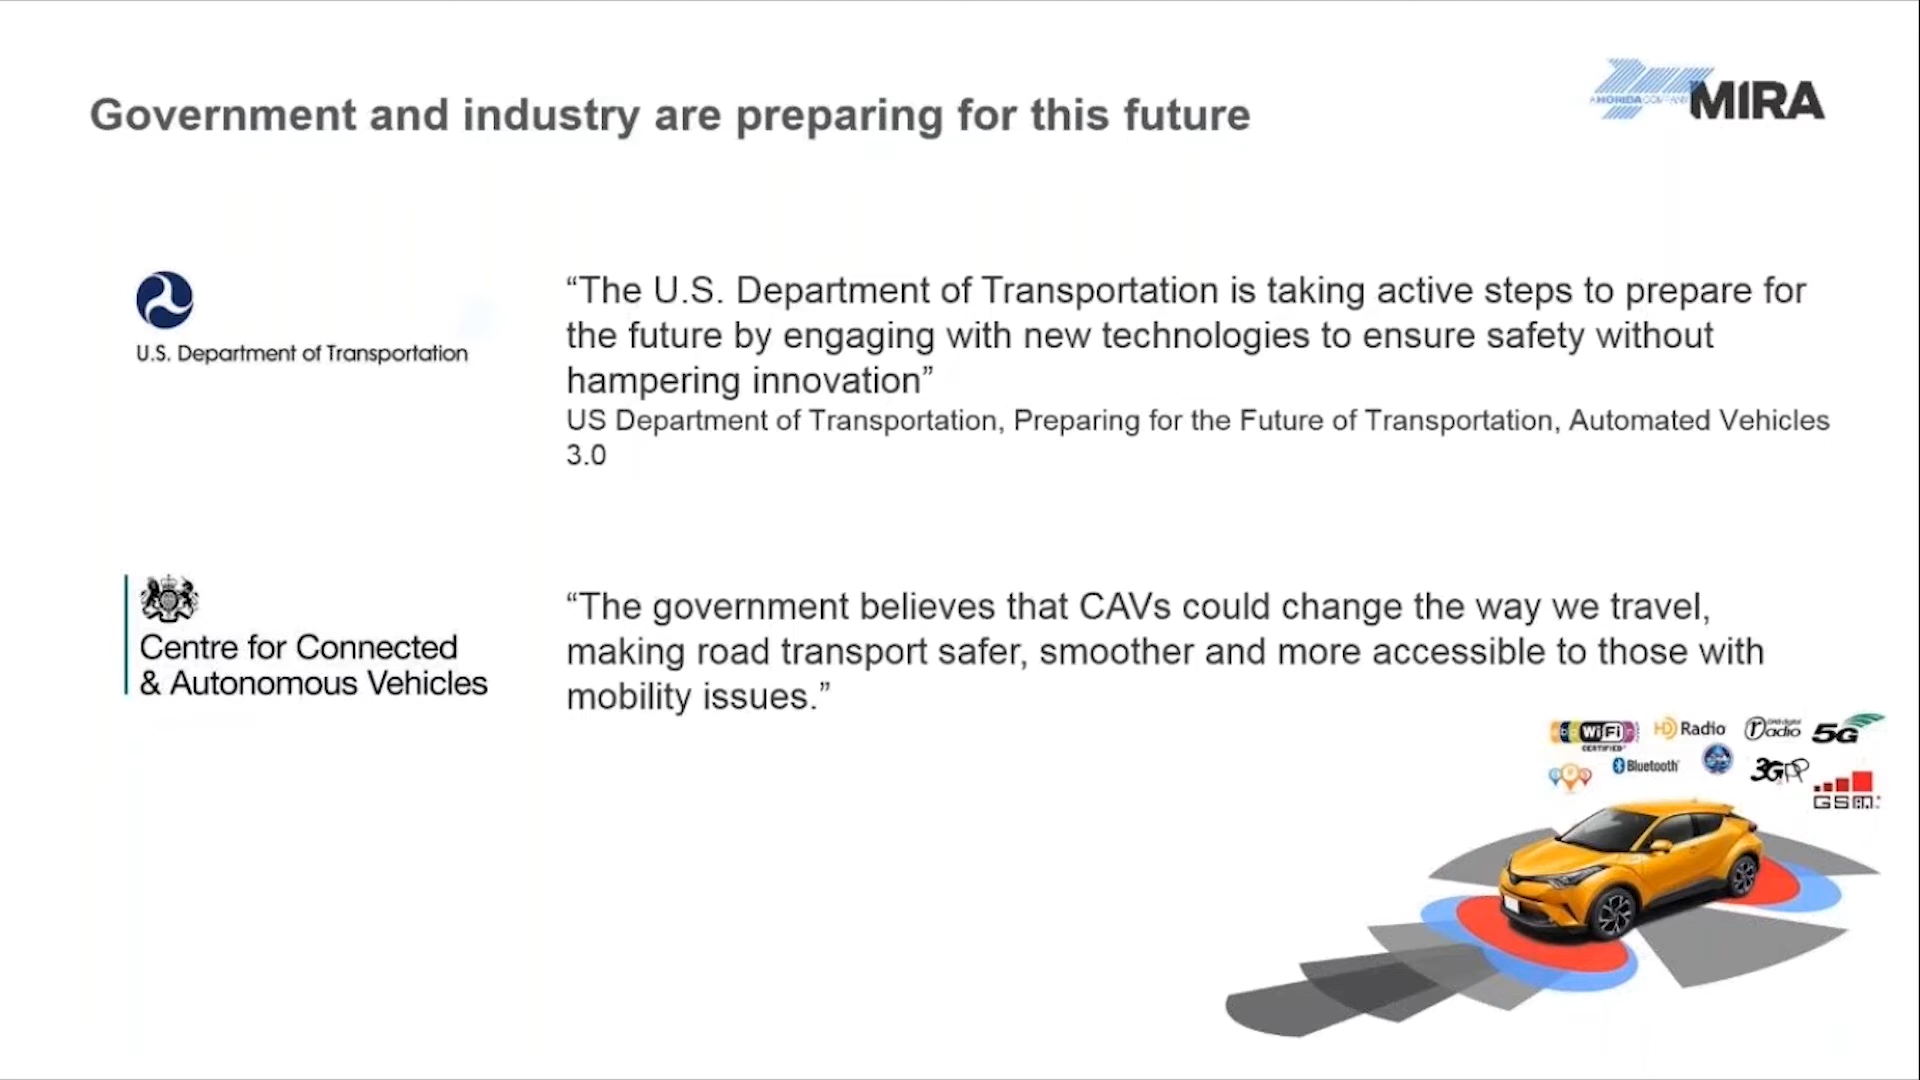 Government and industry are preparing for this future
A HORIBA COMPANY
MIRA
U.S. Department of Transportation
“The U.S. Department of Transportation is taking active steps to prepare for
the future by engaging with new technologies to ensure safety without
hampering innovation”
US Department of Transportation, Preparing for the Future of Transportation, Automated Vehicles
3.0
Centre for Connected
& Autonomous Vehicles
“The government believes that CAVs could change the way we travel,
making road transport safer, smoother and more accessible to those with
mobility issues.”
WiFi
CERTIFIED
HD Radio
radio
5G
Bluetooth
3GPP
GSM